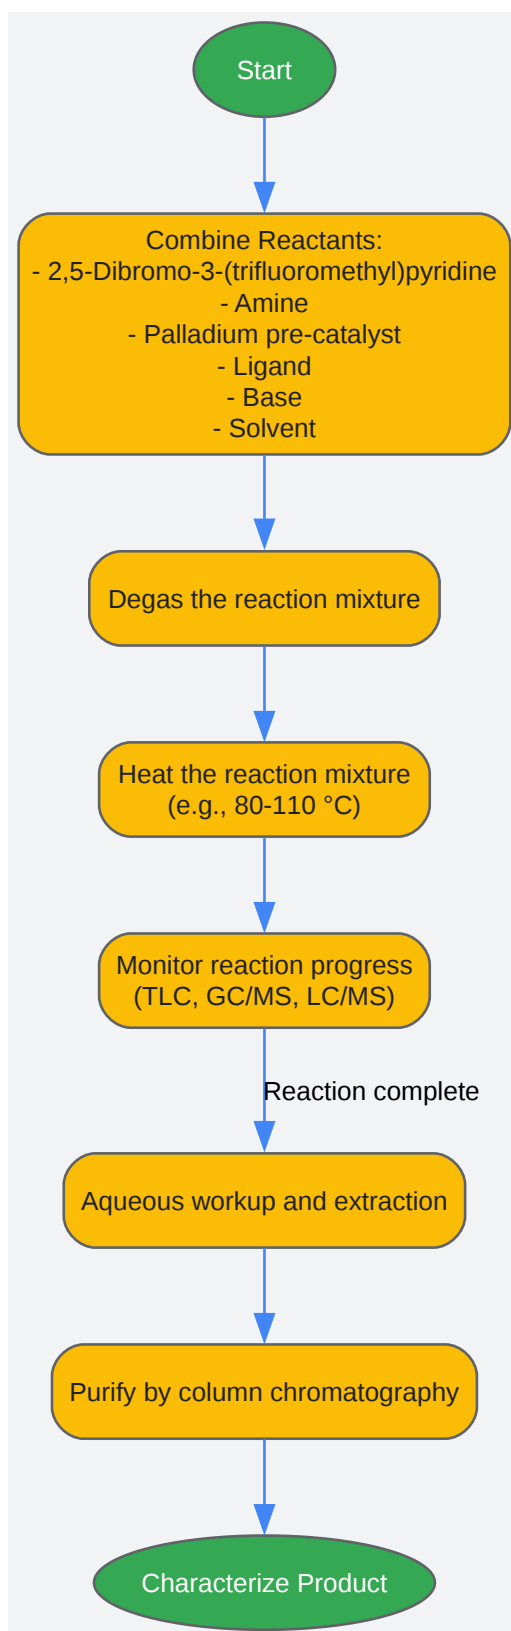 Start
Combine Reactants:
- 2,5-Dibromo-3-(trifluoromethyl)pyridine
- Amine
- Palladium pre-catalyst
- Ligand
- Base
- Solvent
Degas the reaction mixture
Heat the reaction mixture
(e.g., 80-110 °C)
Monitor reaction progress
(TLC, GC/MS, LC/MS)
Reaction complete
Aqueous workup and extraction
Purify by column chromatography
Characterize Product